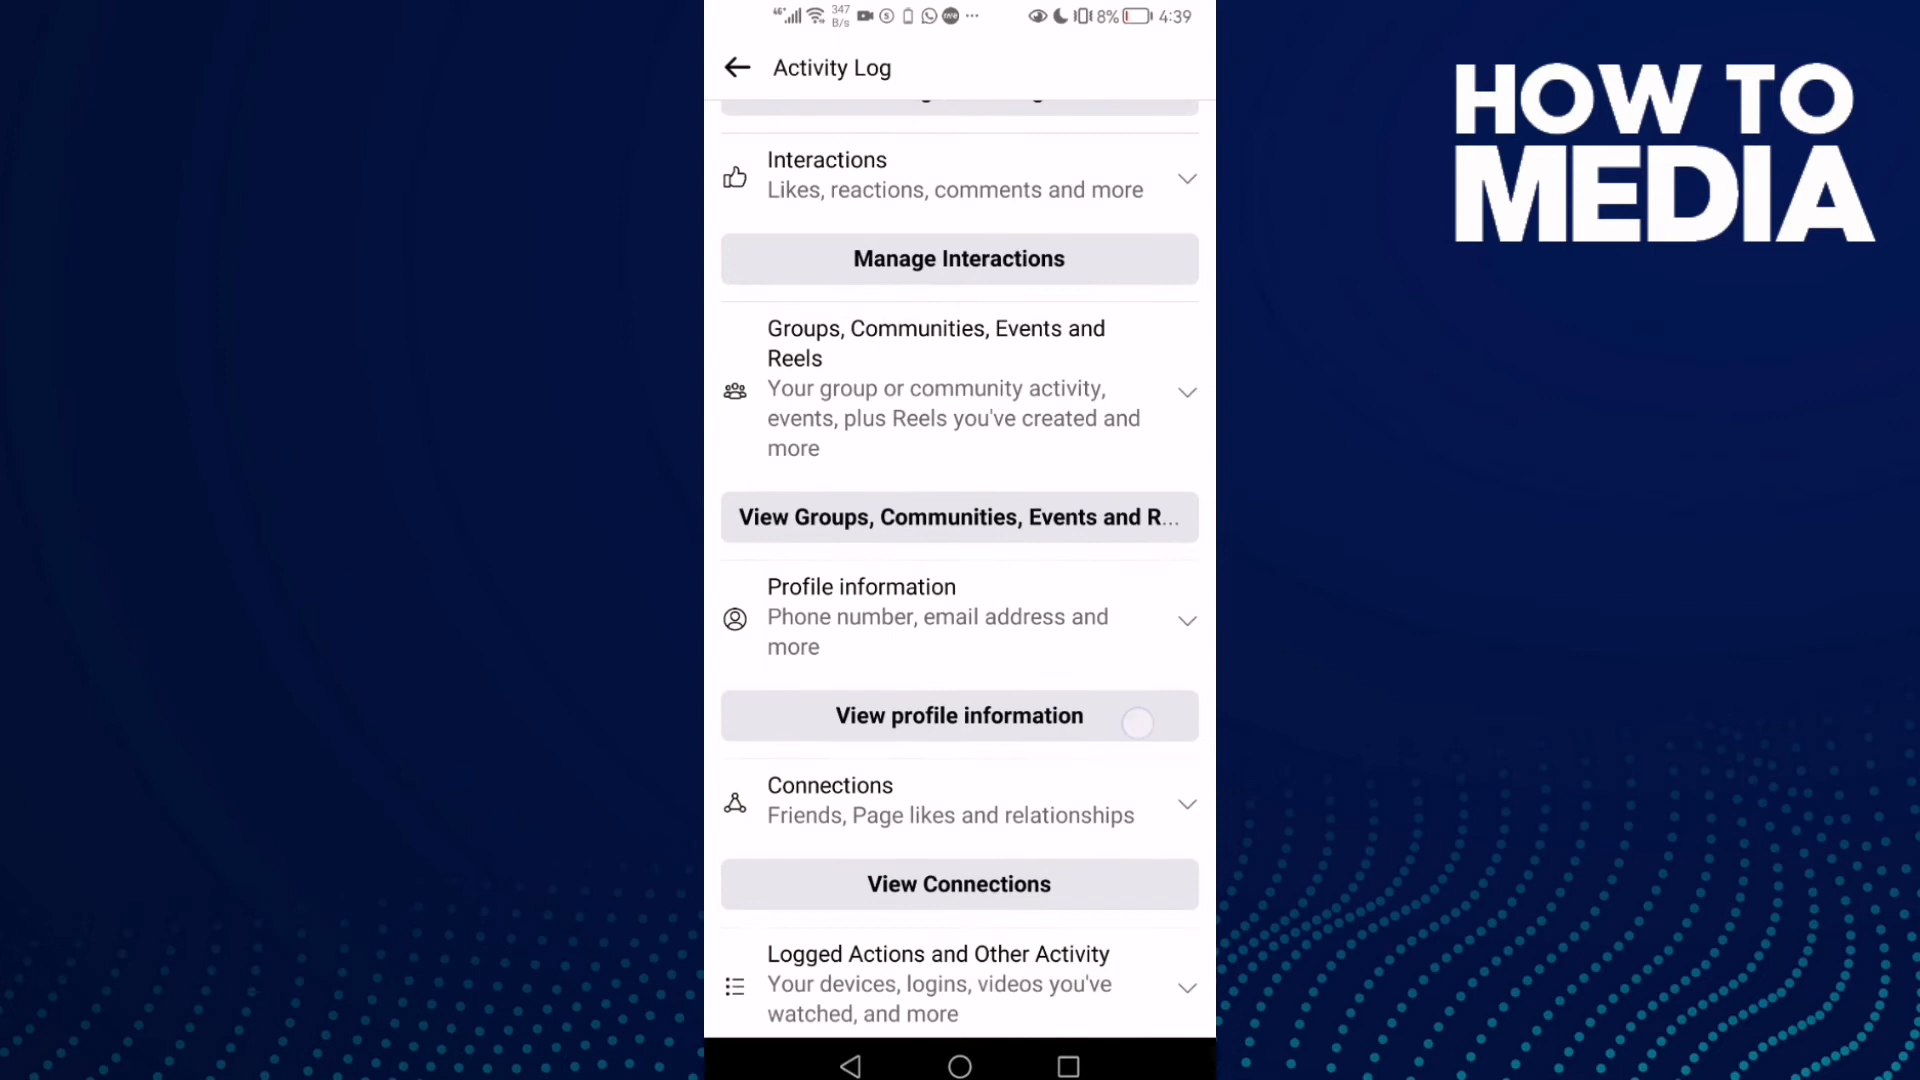 4G+ 347 B/s 8% 4:39
HOW TO
MEDIA
Activity Log
Interactions
Likes, reactions, comments and more
Manage Interactions
Groups, Communities, Events and
Reels
Your group or community activity,
events, plus Reels you've created and
more
View Groups, Communities, Events and R...
Profile information
Phone number, email address and
more
View profile information
Connections
Friends, Page likes and relationships
View Connections
Logged Actions and Other Activity
Your devices, logins, videos you've
watched, and more